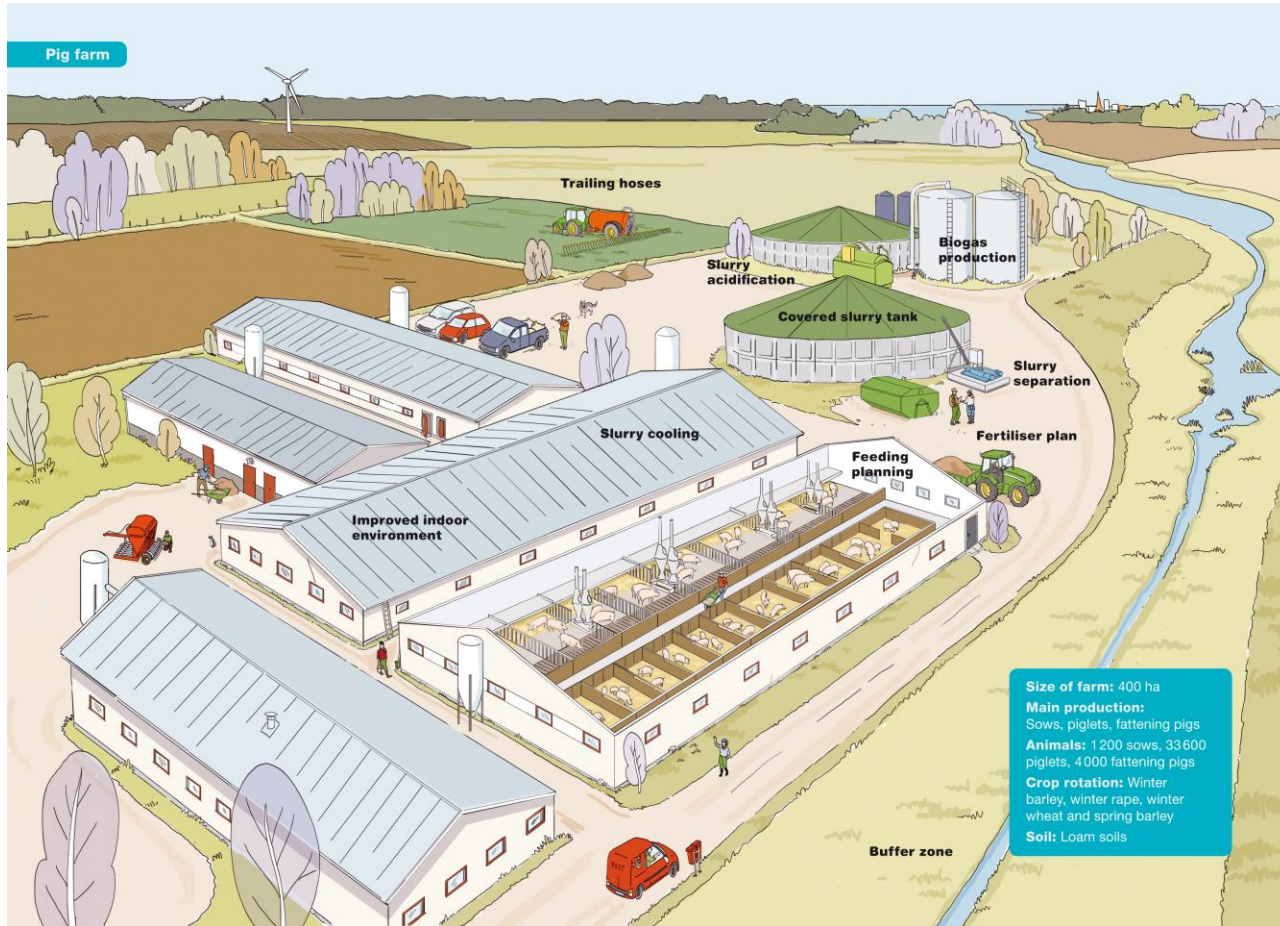 Pig farm
Trailing hoses
Biogas
production
Slurry
acidification
Covered slurry tank
Slurry
separation
Slurry cooling
Fertiliser plan
Feeding
planning
Improved indoor
environment
Size of farm: 400 ha
Main production:
Sows, piglets, fattening pigs
Animals: 1 200 sows, 33 600
piglets, 4 000 fattening pigs
Crop rotation: Winter
barley, winter rape, winter
wheat and spring barley
Soil: Loam soils
Buffer zone